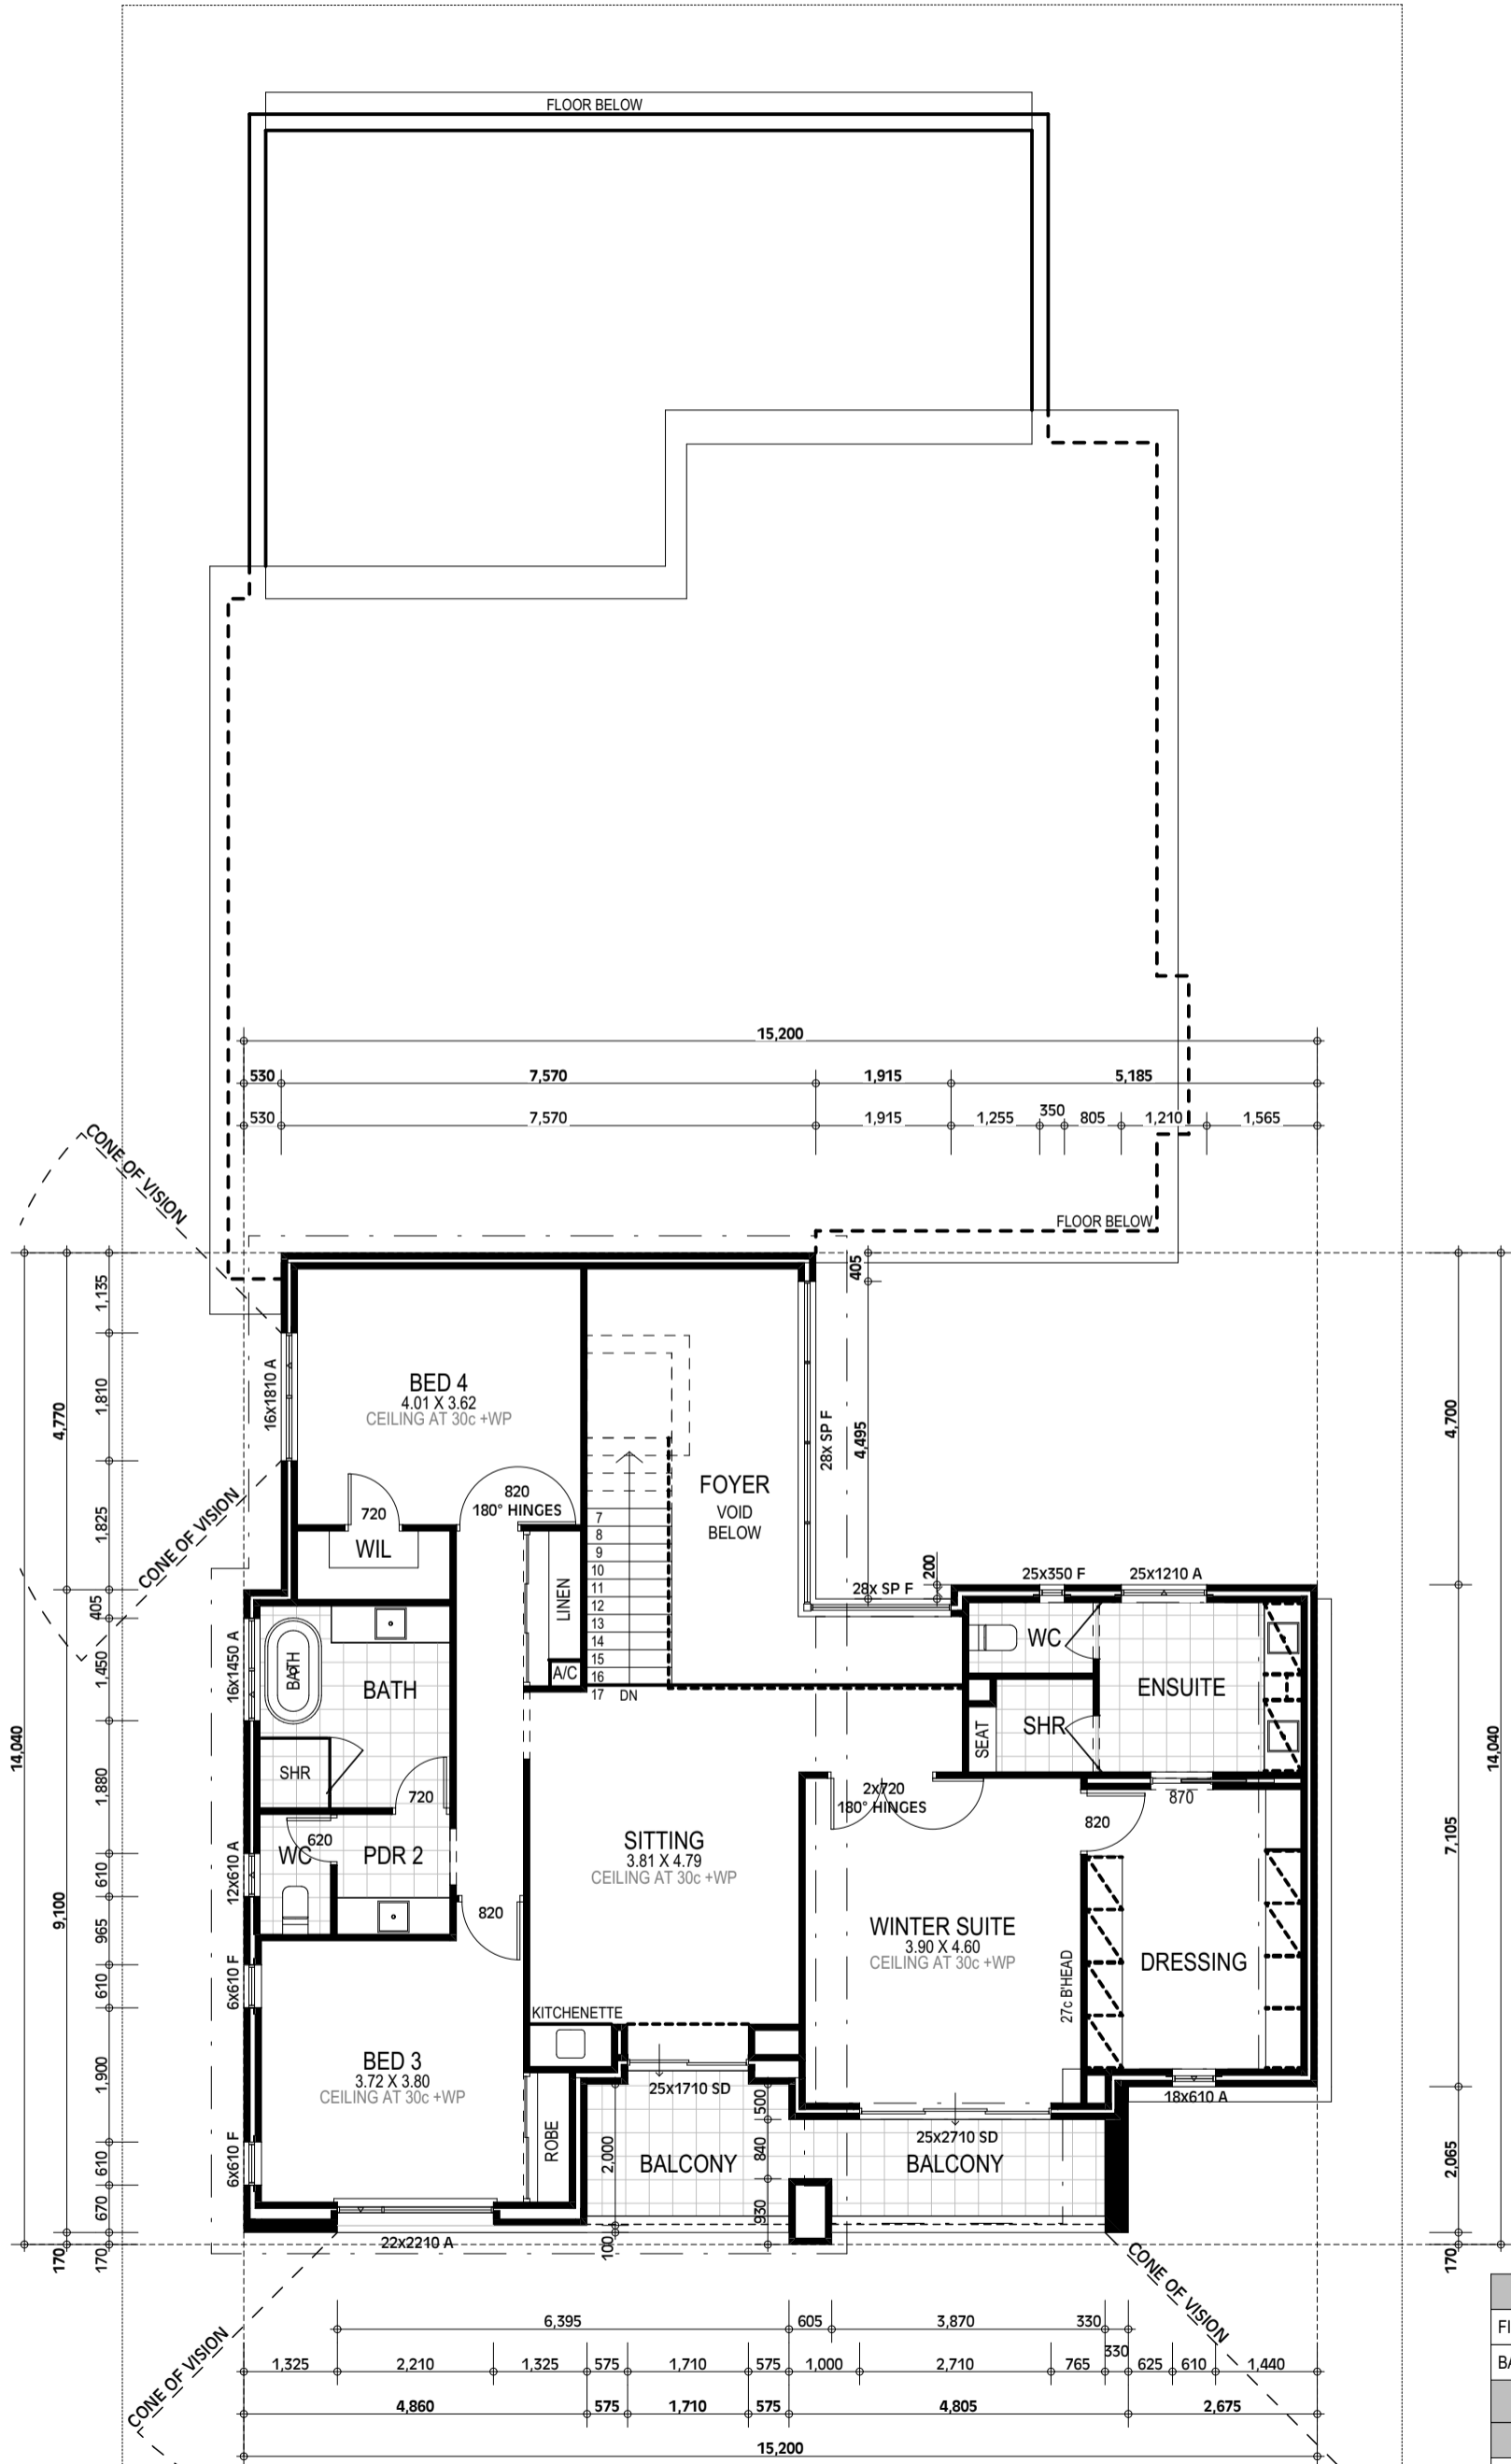 FLOOR BELOW
15,200
530
7,570
1,915
5,185
530
7,570
1,915
1,255
350
805
1,210
1,565
CONE OF VISION
FLOOR BELOW
405
1,135
16x1810 A
1,810
4,770
1,825
BED 4
4.01 X 3.62
CEILING AT 30c +WP
820
180° HINGES
720
WIL
FOYER
VOID
BELOW
28x SP F
4,495
4,700
CONE OF VISION
7
8
9
10
11
12
13
14
15
16
17
DN
LINEN
A/C
200
28x SP F
25x350 F
25x1210 A
405
16x1450 A
1,450
BATH
BATH
WC
ENSUITE
SEAT
SHR
14,040
14,040
1,880
SHR
720
2x720
180° HINGES
870
820
620
WC
PDR 2
12x610 A
610
9,100
965
820
SITTING
3.81 X 4.79
CEILING AT 30c +WP
7,105
WINTER SUITE
3.90 X 4.60
CEILING AT 30c +WP
27c B'HEAD
DRESSING
6x610 F
610
KITCHENETTE
1,900
BED 3
3.72 X 3.80
CEILING AT 30c +WP
25x1710 SD
500
18x610 A
25x2710 SD
6x610 F
610
ROBE
2,000
BALCONY
840
BALCONY
2,065
670
930
22x2210 A
100
170
170
170
CONE OF VISION
CONE OF VISION
6,395
605
3,870
330
330
1,325
2,210
1,325
575
1,710
575
1,000
2,710
765
625
610
1,440
4,860
575
1,710
575
4,805
2,675
15,200